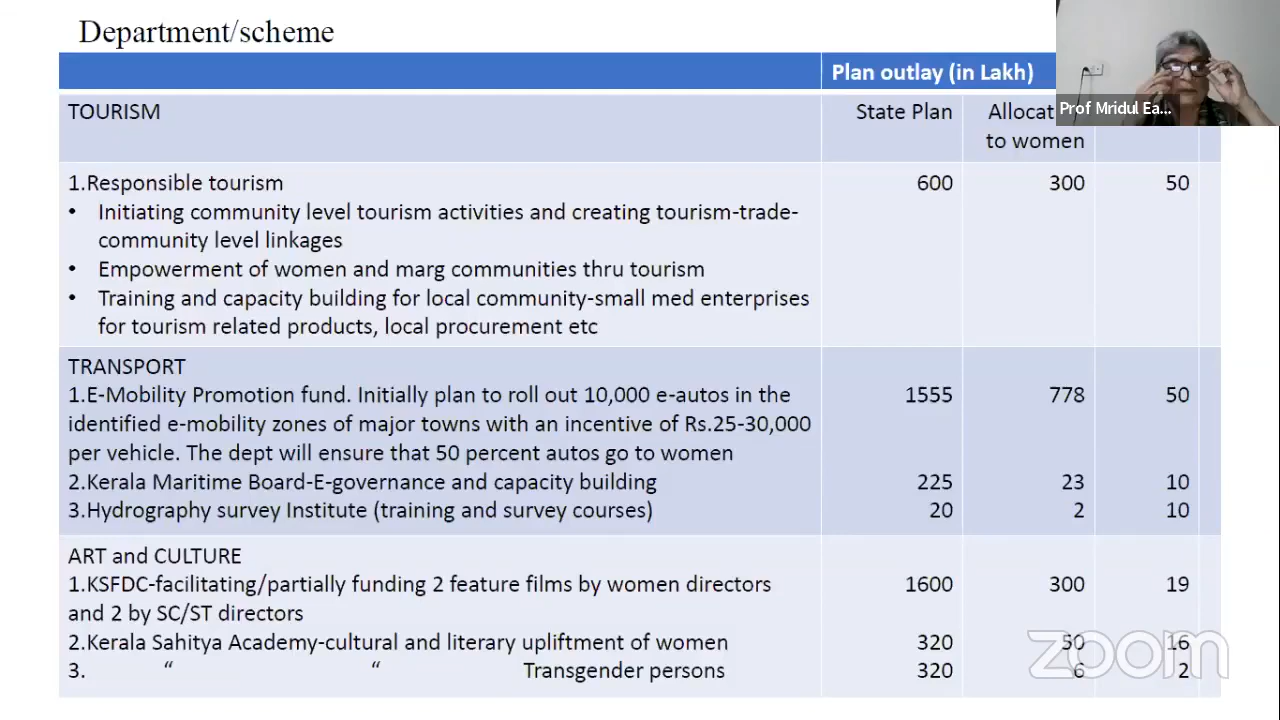 Department/scheme
Plan outlay (in Lakh)
TOURISM State Plan to women
1.Responsible tourism 600 300 50
• Initiating community level tourism activities and creating tourism-trade-
community level linkages
• Empowerment of women and marg communities thru tourism
• Training and capacity building for local community-small med enterprises
for tourism related products, local procurement etc
TRANSPORT
1.E-Mobility Promotion fund. Initially plan to roll out 10,000 e-autos in the 1555 778 50
identified e-mobility zones of major towns with an incentive of Rs.25-30,000
per vehicle. The dept will ensure that 50 percent autos go to women
2.Kerala Maritime Board-E-governance and capacity building 225 23 10
3.Hydrography survey Institute (training and survey courses) 20 2 10
ART and CULTURE
1.KSFDC-facilitating/partially funding 2 feature films by women directors 1600 300 19
and 2 by SC/ST directors
2.Kerala Sahitya Academy-cultural and literary upliftment of women 320 50 16
3. “ “ Transgender persons 320 6 2
Prof Mridul Ea...
zoom